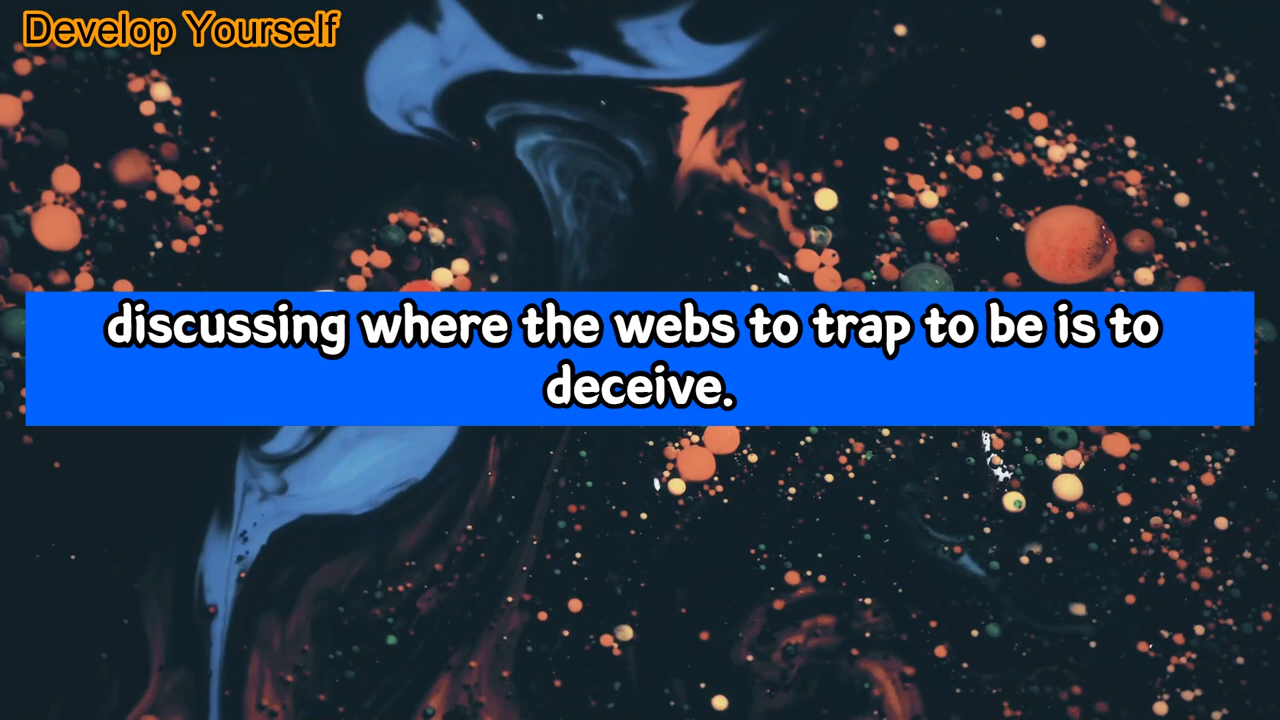 Develop Yourself
discussing where the webs to trap to be is to
deceive.